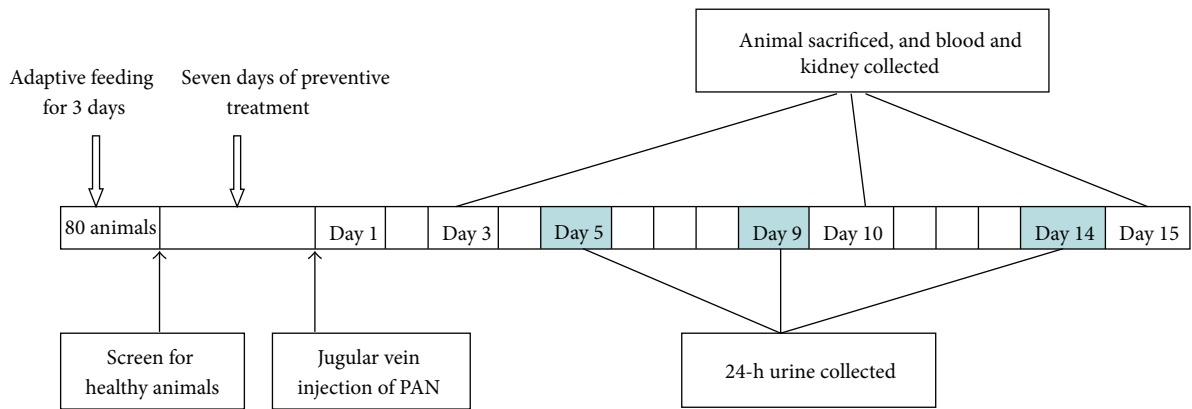 Animal sacrificed, and blood and
kidney collected
Adaptive feeding
for 3 days
Seven days of preventive
treatment
80 animals
Day 1
Day 3
Day 5
Day 9
Day 10
Day 14
Day 15
Screen for
healthy animals
Jugular vein
injection of PAN
24-h urine collected